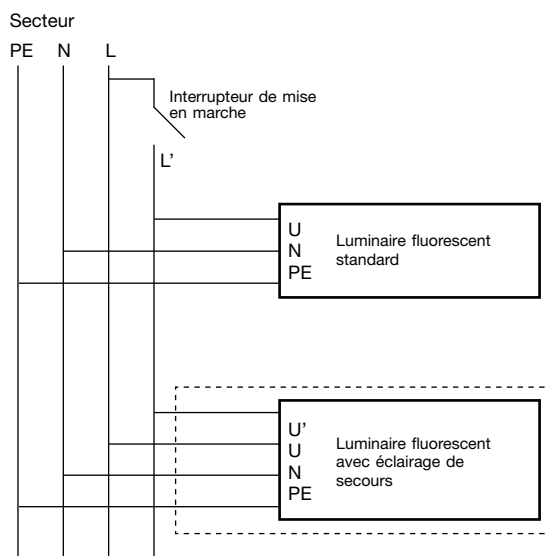 Secteur
PE N L
Interrupteur de mise
en marche
L’
U
N
PE
Luminaire fluorescent
standard
U'
U
N
PE
Luminaire fluorescent
avec éclairage de
secours